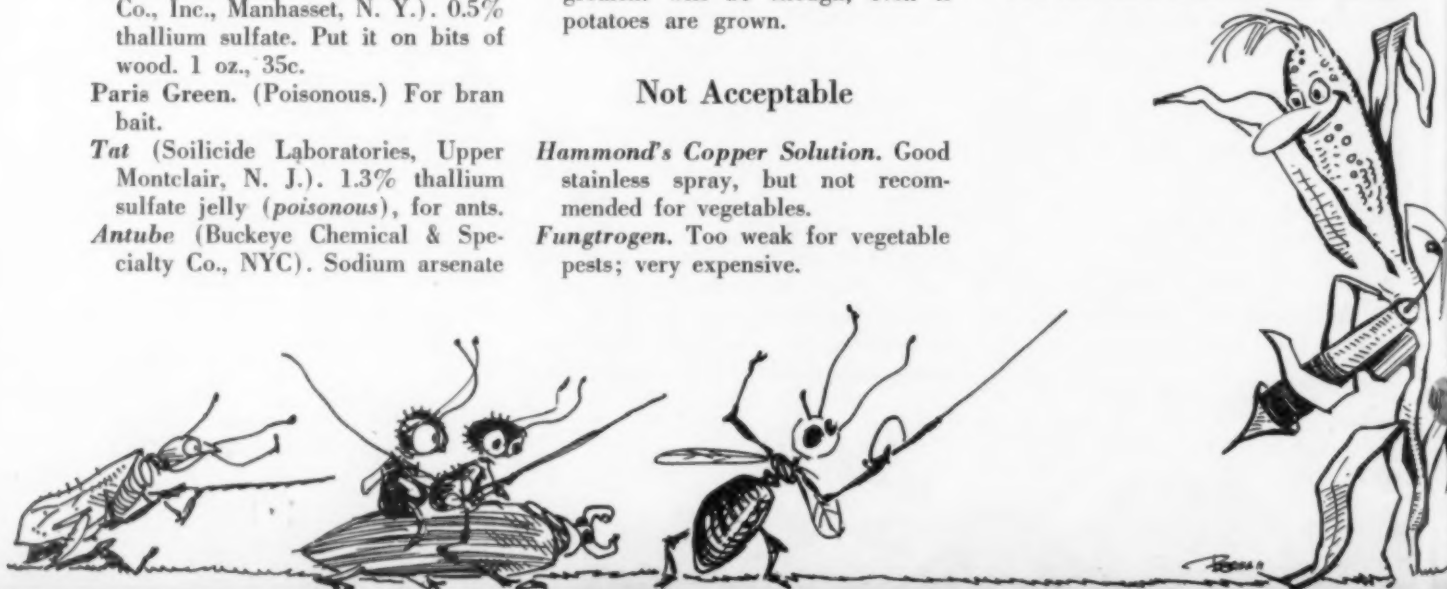 Co., Inc., Manhasset, N. Y.). 0.5%
thallium sulfate. Put it on bits of
wood. 1 oz., 35c.
Paris Green. (Poisonous.) For bran
bait.
Tat (Soilicide Laboratories, Upper
Montclair, N. J.). 1.3% thallium
sulfate jelly (poisonous), for ants.
Antube (Buckeye Chemical & Spe-
cialty Co., NYC). Sodium arsenate
potatoes are grown.
Not Acceptable
Hammond's Copper Solution. Good
stainless spray, but not recom-
mended for vegetables.
Fungtrogen. Too weak for vegetable
pests; very expensive.